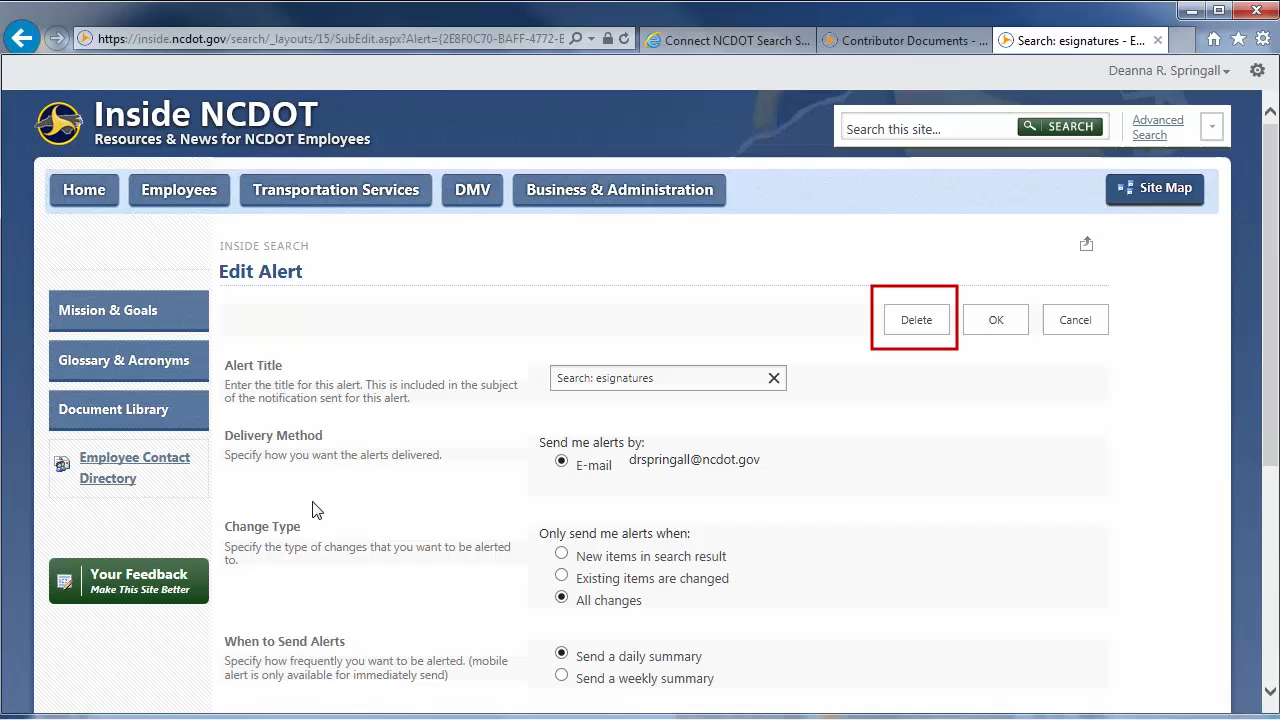 https://inside.ncdot.gov/search/_layouts/15/SubEdit.aspx?Alert={2E8F0C70-BAFF-4772-E
Connect NCDOT Search S...
Contributor Documents - ...
Search: esignatures - E...
Deanna R. Springall
Inside NCDOT
Resources & News for NCDOT Employees
Search this site...
SEARCH
Advanced
Search
Home
Employees
Transportation Services
DMV
Business & Administration
Site Map
INSIDE SEARCH
Edit Alert
Mission & Goals
Glossary & Acronyms
Document Library
Employee Contact
Directory
Your Feedback
Make This Site Better
Delete
OK
Cancel
Alert Title
Enter the title for this alert. This is included in the subject
of the notification sent for this alert.
Search: esignatures
Delivery Method
Specify how you want the alerts delivered.
Send me alerts by:
E-mail drspringall@ncdot.gov
Change Type
Specify the type of changes that you want to be alerted
to.
Only send me alerts when:
New items in search result
Existing items are changed
All changes
When to Send Alerts
Specify how frequently you want to be alerted. (mobile
alert is only available for immediately send)
Send a daily summary
Send a weekly summary